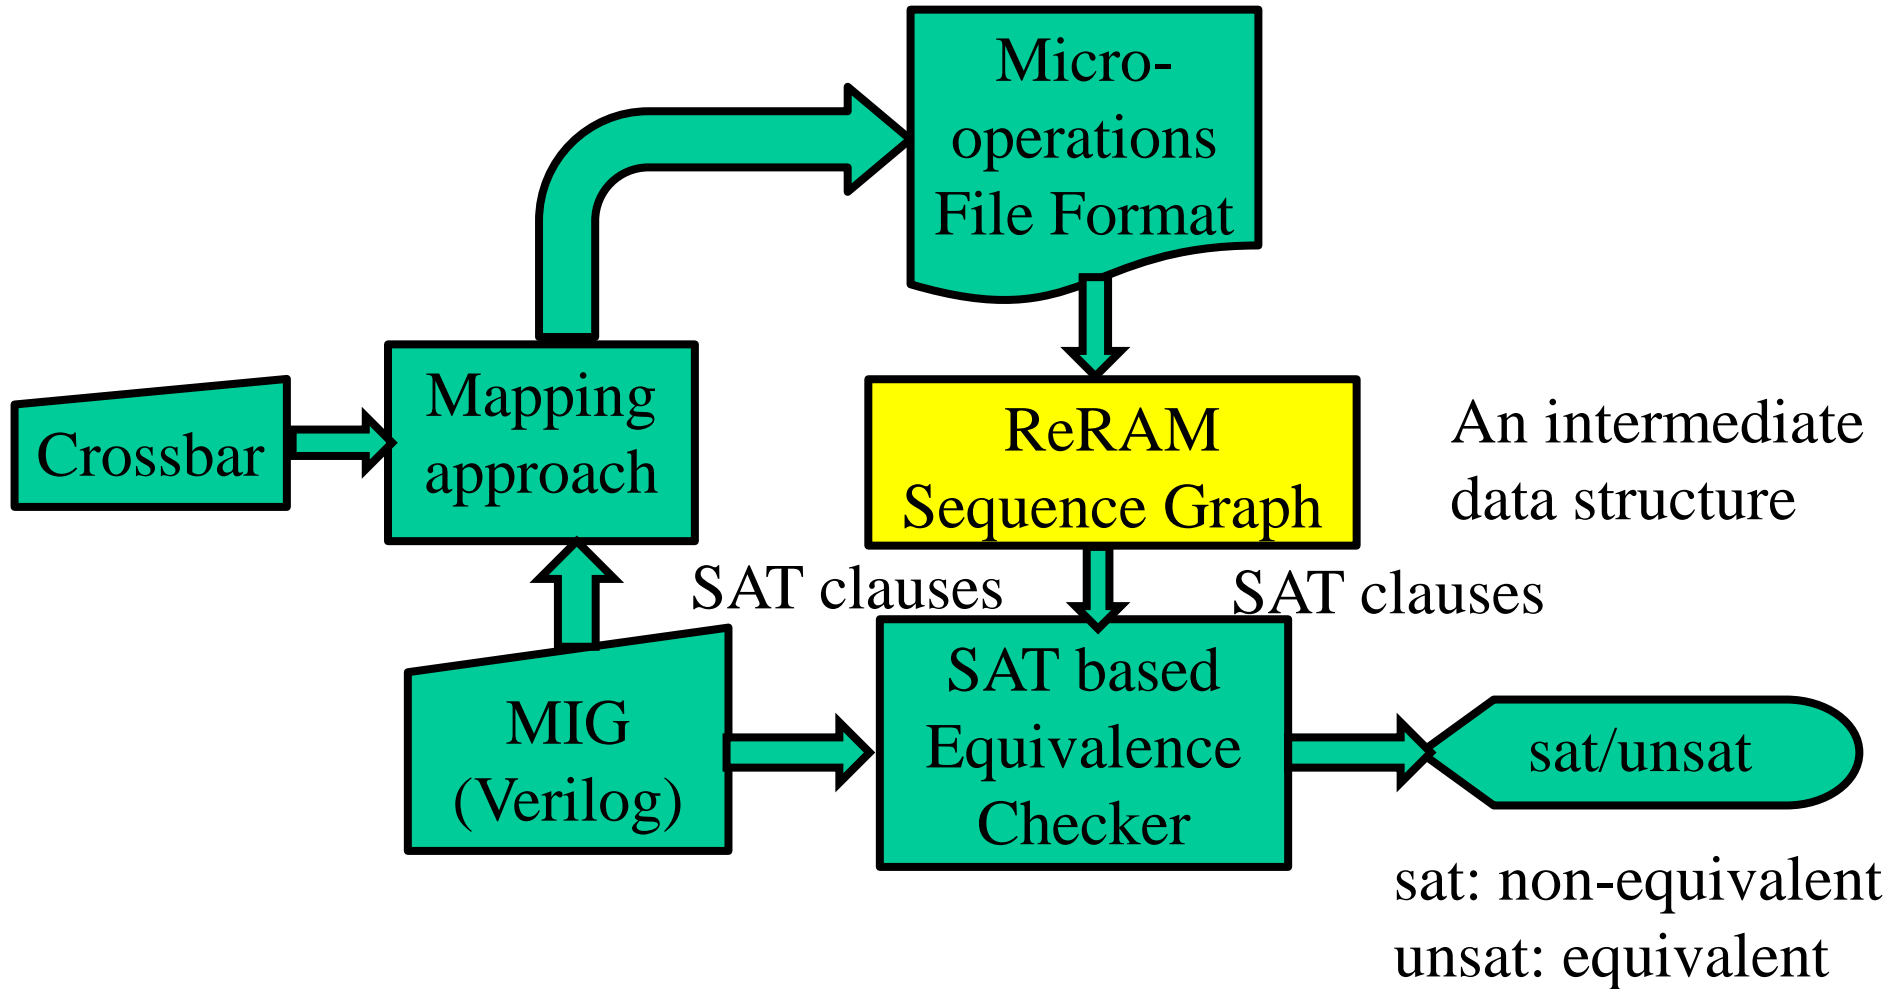 Micro-
operations
File Format
Mapping
approach
Crossbar
ReRAM
Sequence Graph
An intermediate
data structure
SAT clauses
SAT clauses
MIG
(Verilog)
SAT based
Equivalence
Checker
sat/unsat
sat: non-equivalent
unsat: equivalent